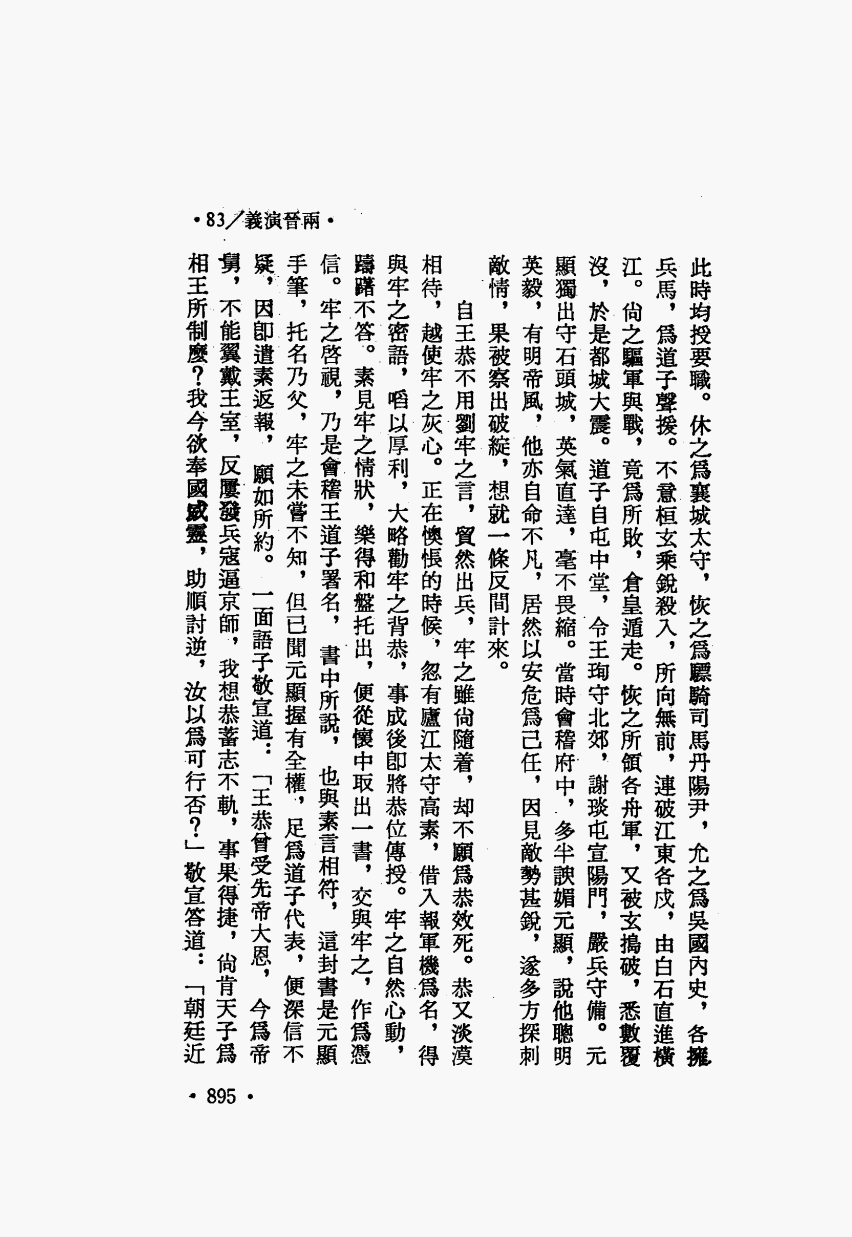 •83／義演晉兩•
此時均授要職。休之爲襄城太守，恢之爲驃騎司馬丹陽尹，允之爲吳國內史，各擁
兵馬，爲道子聲援。不意桓玄乘銳殺入，所向無前，連破江東各戍，由白石直進橫
江。尙之驅軍與戰，竟爲所敗，倉皇遁走。恢之所領各舟軍，又被玄搗破，悉數覆
沒，於是都城大震。道子自屯中堂，令王珣守北郊，謝琰屯宣陽門，嚴兵守備。元
顯獨出守石頭城，英氣直達，毫不畏縮。當時會稽府中，多半諛媚元顯，說他聰明
英毅，有明帝風，他亦自命不凡，居然以安危爲己任，因見敵勢甚銳，遂多方探刺
敵情，果被察出破綻，想就一條反間計來。
自王恭不用劉牢之言，貿然出兵，牢之雖尙隨着，却不願爲恭效死。恭又淡漠
相待，越使牢之灰心。正在懊悵的時候，忽有廬江太守高素，借入報軍機爲名，得
與牢之密語，啗以厚利，大略勸牢之背恭，事成後卽將恭位傳授。牢之自然心動，
躊躇不答。素見牢之情狀，樂得和盤托出，便從懷中取出一書，交與牢之，作爲憑
信。牢之啓視，乃是會稽王道子署名，書中所說，也與素言相符，這封書是元顯
手筆，托名乃父，牢之未嘗不知，但已聞元顯握有全權，足爲道子代表，便深信不
疑，因卽遣素返報，願如所約。一面語子敬宣道：「王恭曾受先帝大恩，今爲帝
舅，不能翼戴王室，反屢發兵寇逼京師，我想恭蓄志不軌，事果得捷，尙肯天子爲
相王所制麼？我今欲奉國威靈，助順討逆，汝以爲可行否？」敬宣答道：「朝廷近
•895•